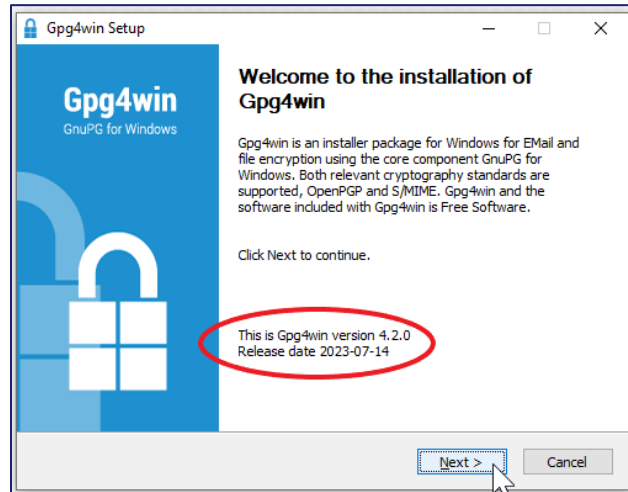 Gpg4win Setup
Gpg4win
GnuPG for Windows
Welcome to the installation of
Gpg4win
Gpg4win is an installer package for Windows for EMail and
file encryption using the core component GnuPG for
Windows. Both relevant cryptography standards are
supported, OpenPGP and S/MIME. Gpg4win and the
software included with Gpg4win is Free Software.
Click Next to continue.
This is Gpg4win version 4.2.0
Release date 2023-07-14
Next >
Cancel